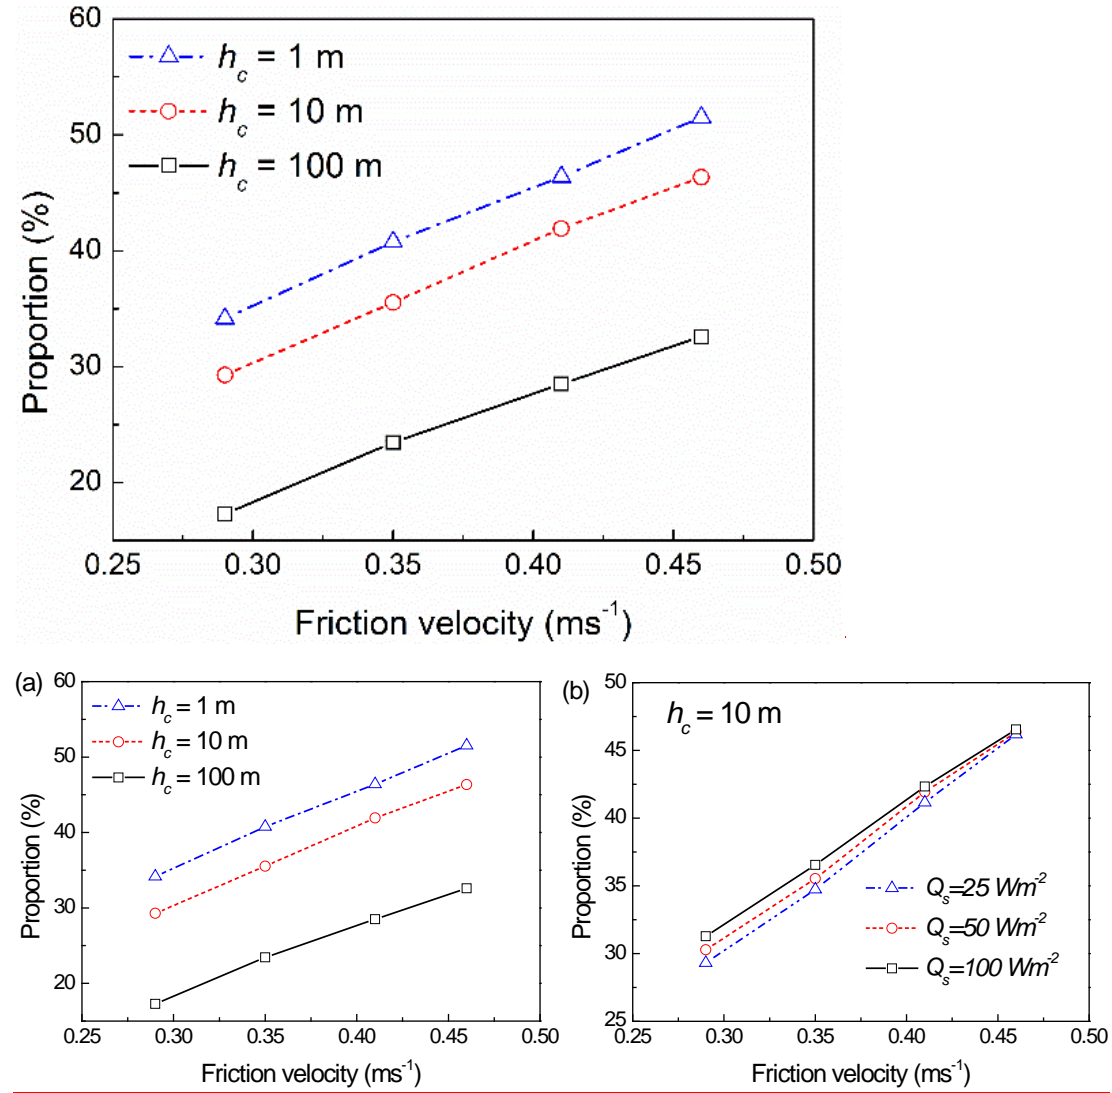 60
50
40
30
20
Proportion (%)
h_c = 1 m
h_c = 10 m
h_c = 100 m
0.25 0.30 0.35 0.40 0.45 0.50
Friction velocity (ms⁻¹)
(a)
60
50
40
30
20
Proportion (%)
h_c = 1 m
h_c = 10 m
h_c = 100 m
0.25 0.30 0.35 0.40 0.45 0.50
Friction velocity (ms⁻¹)
(b)
50
45
40
35
30
25
Proportion (%)
h_c = 10 m
Q_s=25 Wm⁻²
Q_s=50 Wm⁻²
Q_s=100 Wm⁻²
0.25 0.30 0.35 0.40 0.45 0.50
Friction velocity (ms⁻¹)